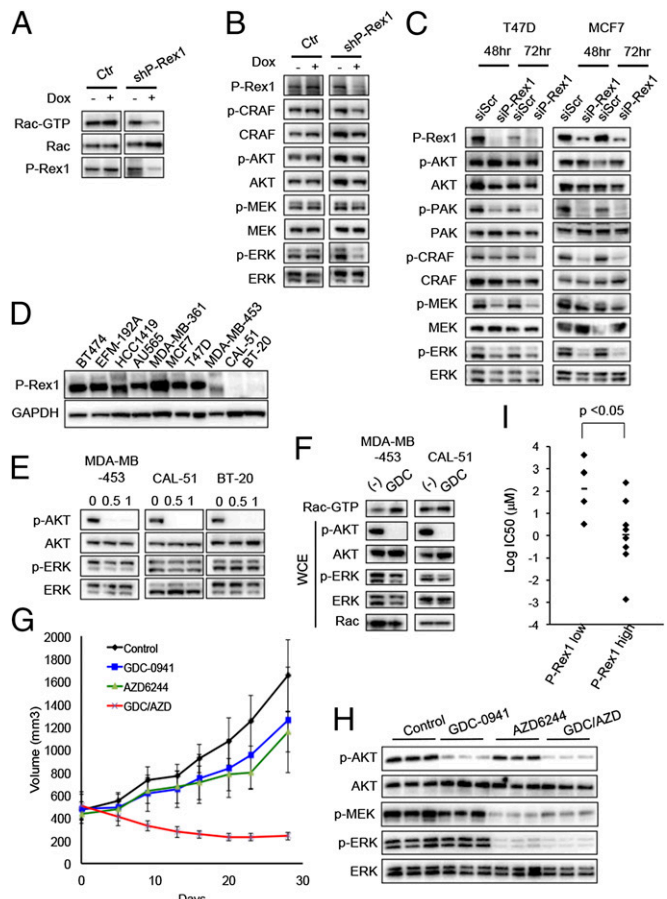 A
Ctr shP-Rex1
Dox - + - +
Rac-GTP
Rac
P-Rex1
B
Ctr shP-Rex1
Dox - + - +
P-Rex1
p-CRAF
CRAF
p-AKT
AKT
p-MEK
MEK
p-ERK
ERK
C
T47D MCF7
48hr 72hr 48hr 72hr
siScr siP-Rex1 siScr siP-Rex1 siScr siP-Rex1 siScr siP-Rex1
P-Rex1
p-AKT
AKT
p-PAK
PAK
p-CRAF
CRAF
p-MEK
MEK
p-ERK
ERK
D
BT474 EFM-192A HCC1419 AU565 MDA-MB-361 MCF7 T47D MDA-MB-453 CAL-51 BT-20
P-Rex1
GAPDH
E
MDA-MB
-453 CAL-51 BT-20
0 0.5 1 0 0.5 1 0 0.5 1
p-AKT
AKT
p-ERK
ERK
F
MDA-MB
-453 CAL-51
(-) GDC (-) GDC
Rac-GTP
WCE
p-AKT
AKT
p-ERK
ERK
Rac
I
p <0.05
Log IC50 (μM)
4
3
2
1
0
-1
-2
-3
-4
P-Rex1 low
P-Rex1 high
G
Volume (mm3)
2000
1800
1600
1400
1200
1000
800
600
400
200
0
Control
GDC-0941
AZD6244
GDC/AZD
0 10 20 30
Days
H
Control GDC-0941 AZD6244 GDC/AZD
p-AKT
AKT
p-MEK
p-ERK
ERK